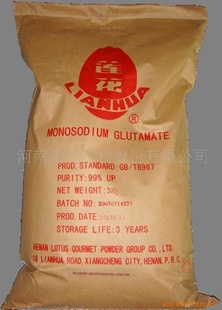 莲
花
LIANHUA
®
MONOSODIUM GLUTAMATE
PROD. STANDARD: GB/T8967
PURITY: 99% UP
NET WEIGHT:
BATCH NO:
PROD. DATE:
STORAGE LIFE: 3 YEARS
HENAN LOTUS GOURMET POWDER GROUP CO., LTD.
18 LIANHUA ROAD, XIANGCHENG CITY, HENAN, P.R.C.